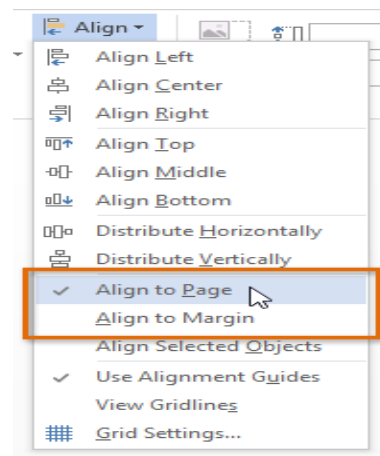 Align
Align Left
Align Center
Align Right
Align Top
Align Middle
Align Bottom
Distribute Horizontally
Distribute Vertically
Align to Page
Align to Margin
Align Selected Objects
Use Alignment Guides
View Gridlines
Grid Settings...